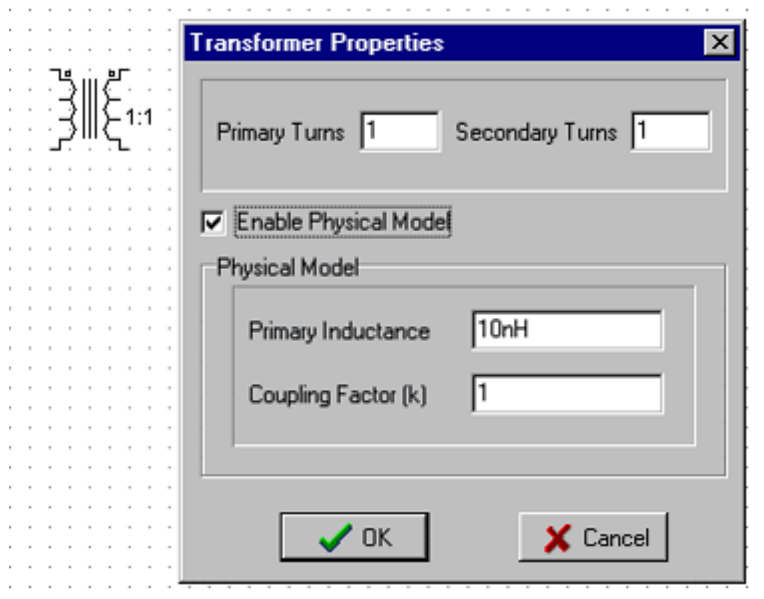 Transformer Properties
1:1
Primary Turns 1 Secondary Turns 1
Enable Physical Model
Physical Model
Primary Inductance 10nH
Coupling Factor (k) 1
OK Cancel